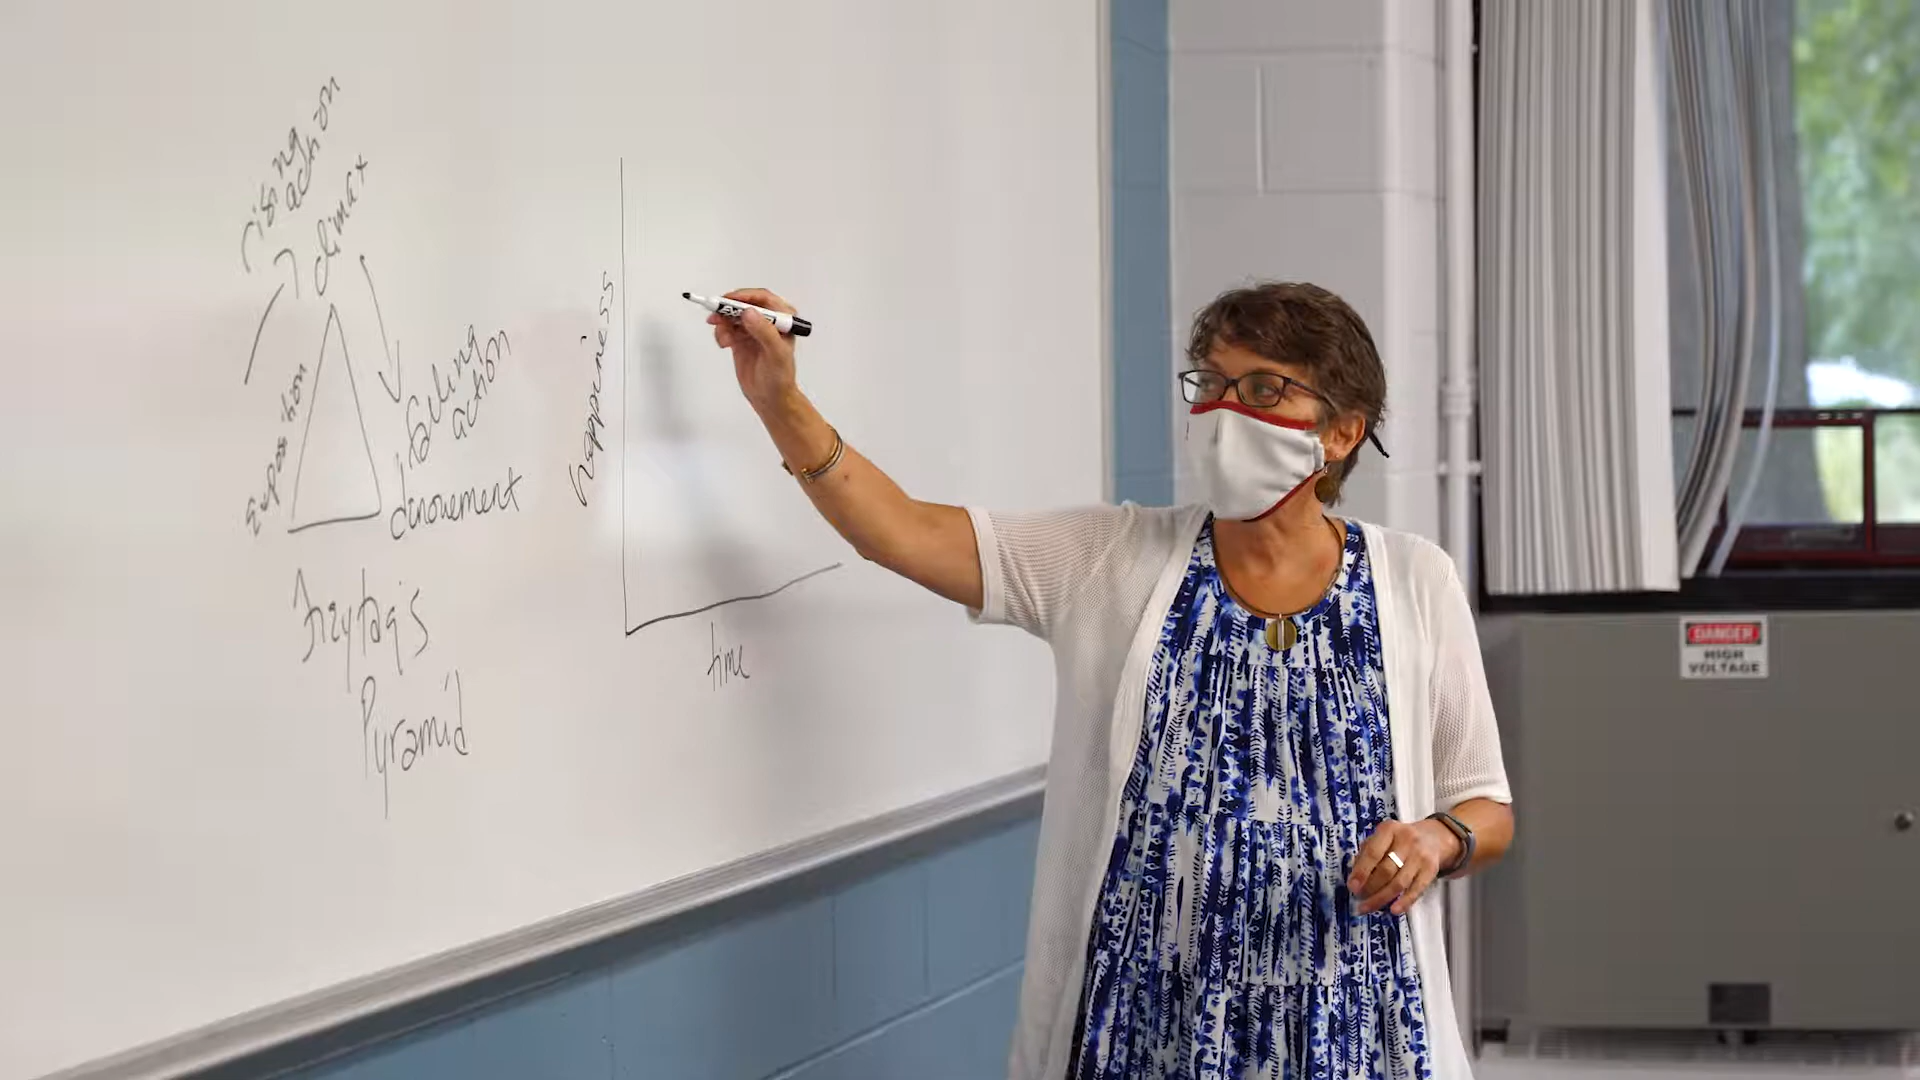 rising
action
climax
exposition
falling
action
denouement
Freytag's
Pyramid
happiness
time
DANGER
HIGH
VOLTAGE